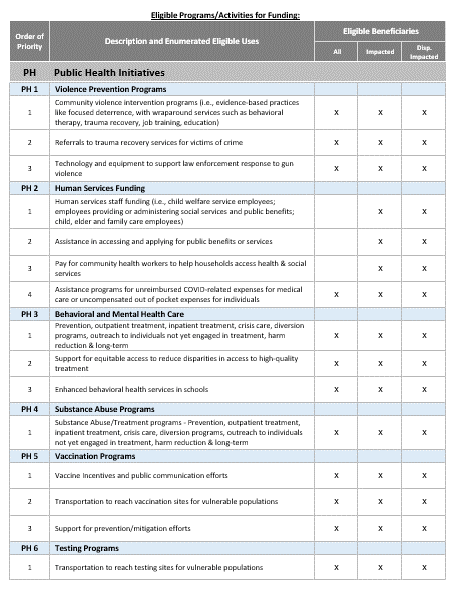 Eligible Programs/Activities for Funding:
Order of Priority Description and Enumerated Eligible Uses Eligible Beneficiaries
All Impacted Disp. Impacted
PH Public Health Initiatives
PH 1 Violence Prevention Programs
1 Community violence intervention programs (i.e., evidence-based practices
like focused deterrence, with wraparound services such as behavioral
therapy, trauma recovery, job training, education) X X X
2 Referrals to trauma recovery services for victims of crime X X X
3 Technology and equipment to support law enforcement response to gun
violence X X X
PH 2 Human Services Funding
1 Human services staff funding (i.e., child welfare service employees;
employees providing or administering social services and public benefits;
child, elder and family care employees) X X
2 Assistance in accessing and applying for public benefits or services X X
3 Pay for community health workers to help households access health & social
services X X
4 Assistance programs for unreimbursed COVID-related expenses for medical
care or uncompensated out of pocket expenses for individuals X X X
PH 3 Behavioral and Mental Health Care
1 Prevention, outpatient treatment, inpatient treatment, crisis care, diversion
programs, outreach to individuals not yet engaged in treatment, harm
reduction & long-term X X X
2 Support for equitable access to reduce disparities in access to high-quality
treatment X X X
3 Enhanced behavioral health services in schools X X X
PH 4 Substance Abuse Programs
1 Substance Abuse/Treatment programs - Prevention, outpatient treatment,
inpatient treatment, crisis care, diversion programs, outreach to individuals
not yet engaged in treatment, harm reduction & long-term X X X
PH 5 Vaccination Programs
1 Vaccine Incentives and public communication efforts X X X
2 Transportation to reach vaccination sites for vulnerable populations X X X
3 Support for prevention/mitigation efforts X X X
PH 6 Testing Programs
1 Transportation to reach testing sites for vulnerable populations X X X